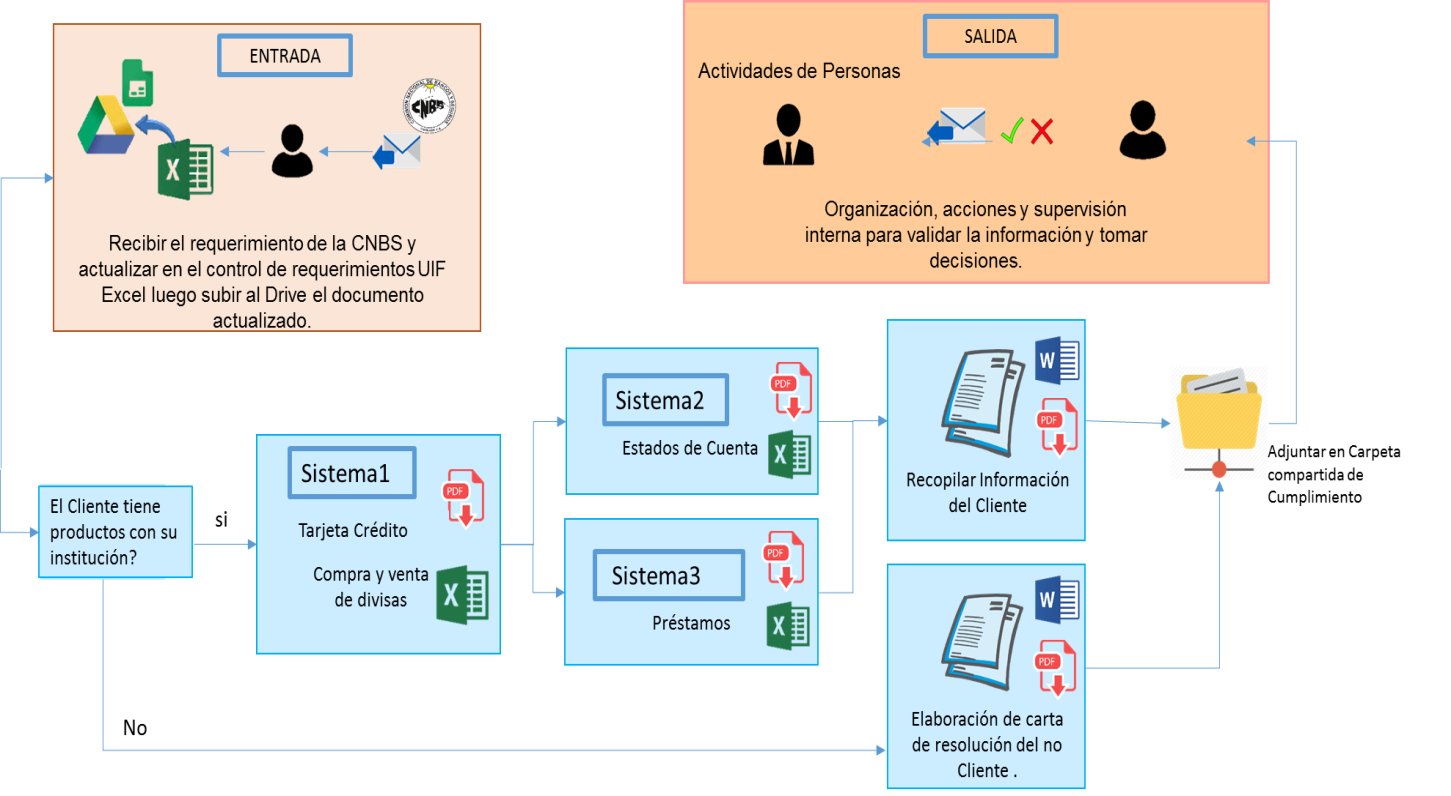 ENTRADA
CNBS
Recibir el requerimiento de la CNBS y
actualizar en el control de requerimientos UIF
Excel luego subir al Drive el documento
actualizado.
SALIDA
Actividades de Personas
Organización, acciones y supervisión
interna para validar la información y tomar
decisiones.
El Cliente tiene
productos con su
institución?
si
No
Sistema1
PDF
Tarjeta Crédito
Compra y venta
de divisas
X
Sistema2
PDF
Estados de Cuenta
X
Sistema3
PDF
Préstamos
X
W
PDF
Recopilar Información
del Cliente
W
PDF
Elaboración de carta
de resolución del no
Cliente .
Adjuntar en Carpeta
compartida de
Cumplimiento
X